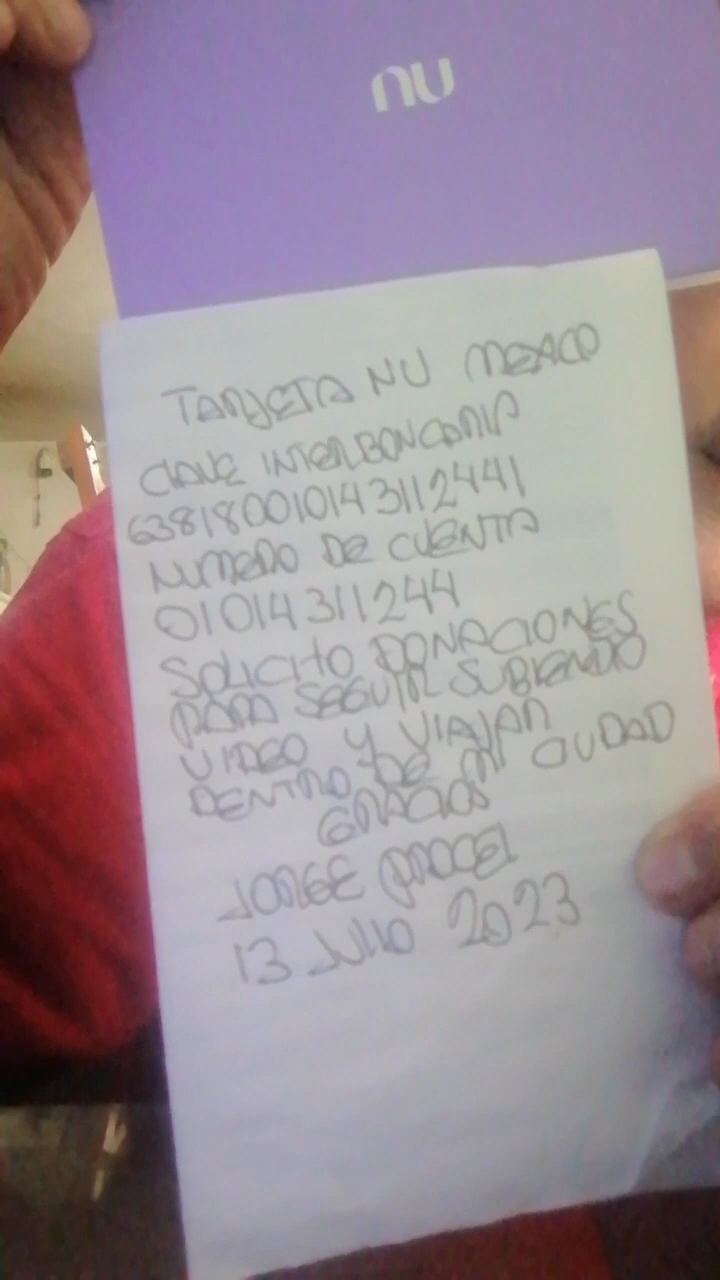 nu
TARJETA NU MEXICO
CLAVE INTERBANCARIA
638180010143112441
NUMERO DE CUENTA
01014311244
SOLICITO DONACIONES
PARA SEGUIR SUBIENDO
VIDEO Y VIAJAR
DENTRO DE MI CIUDAD
GRACIAS
JORGE
13 JULIO 2023